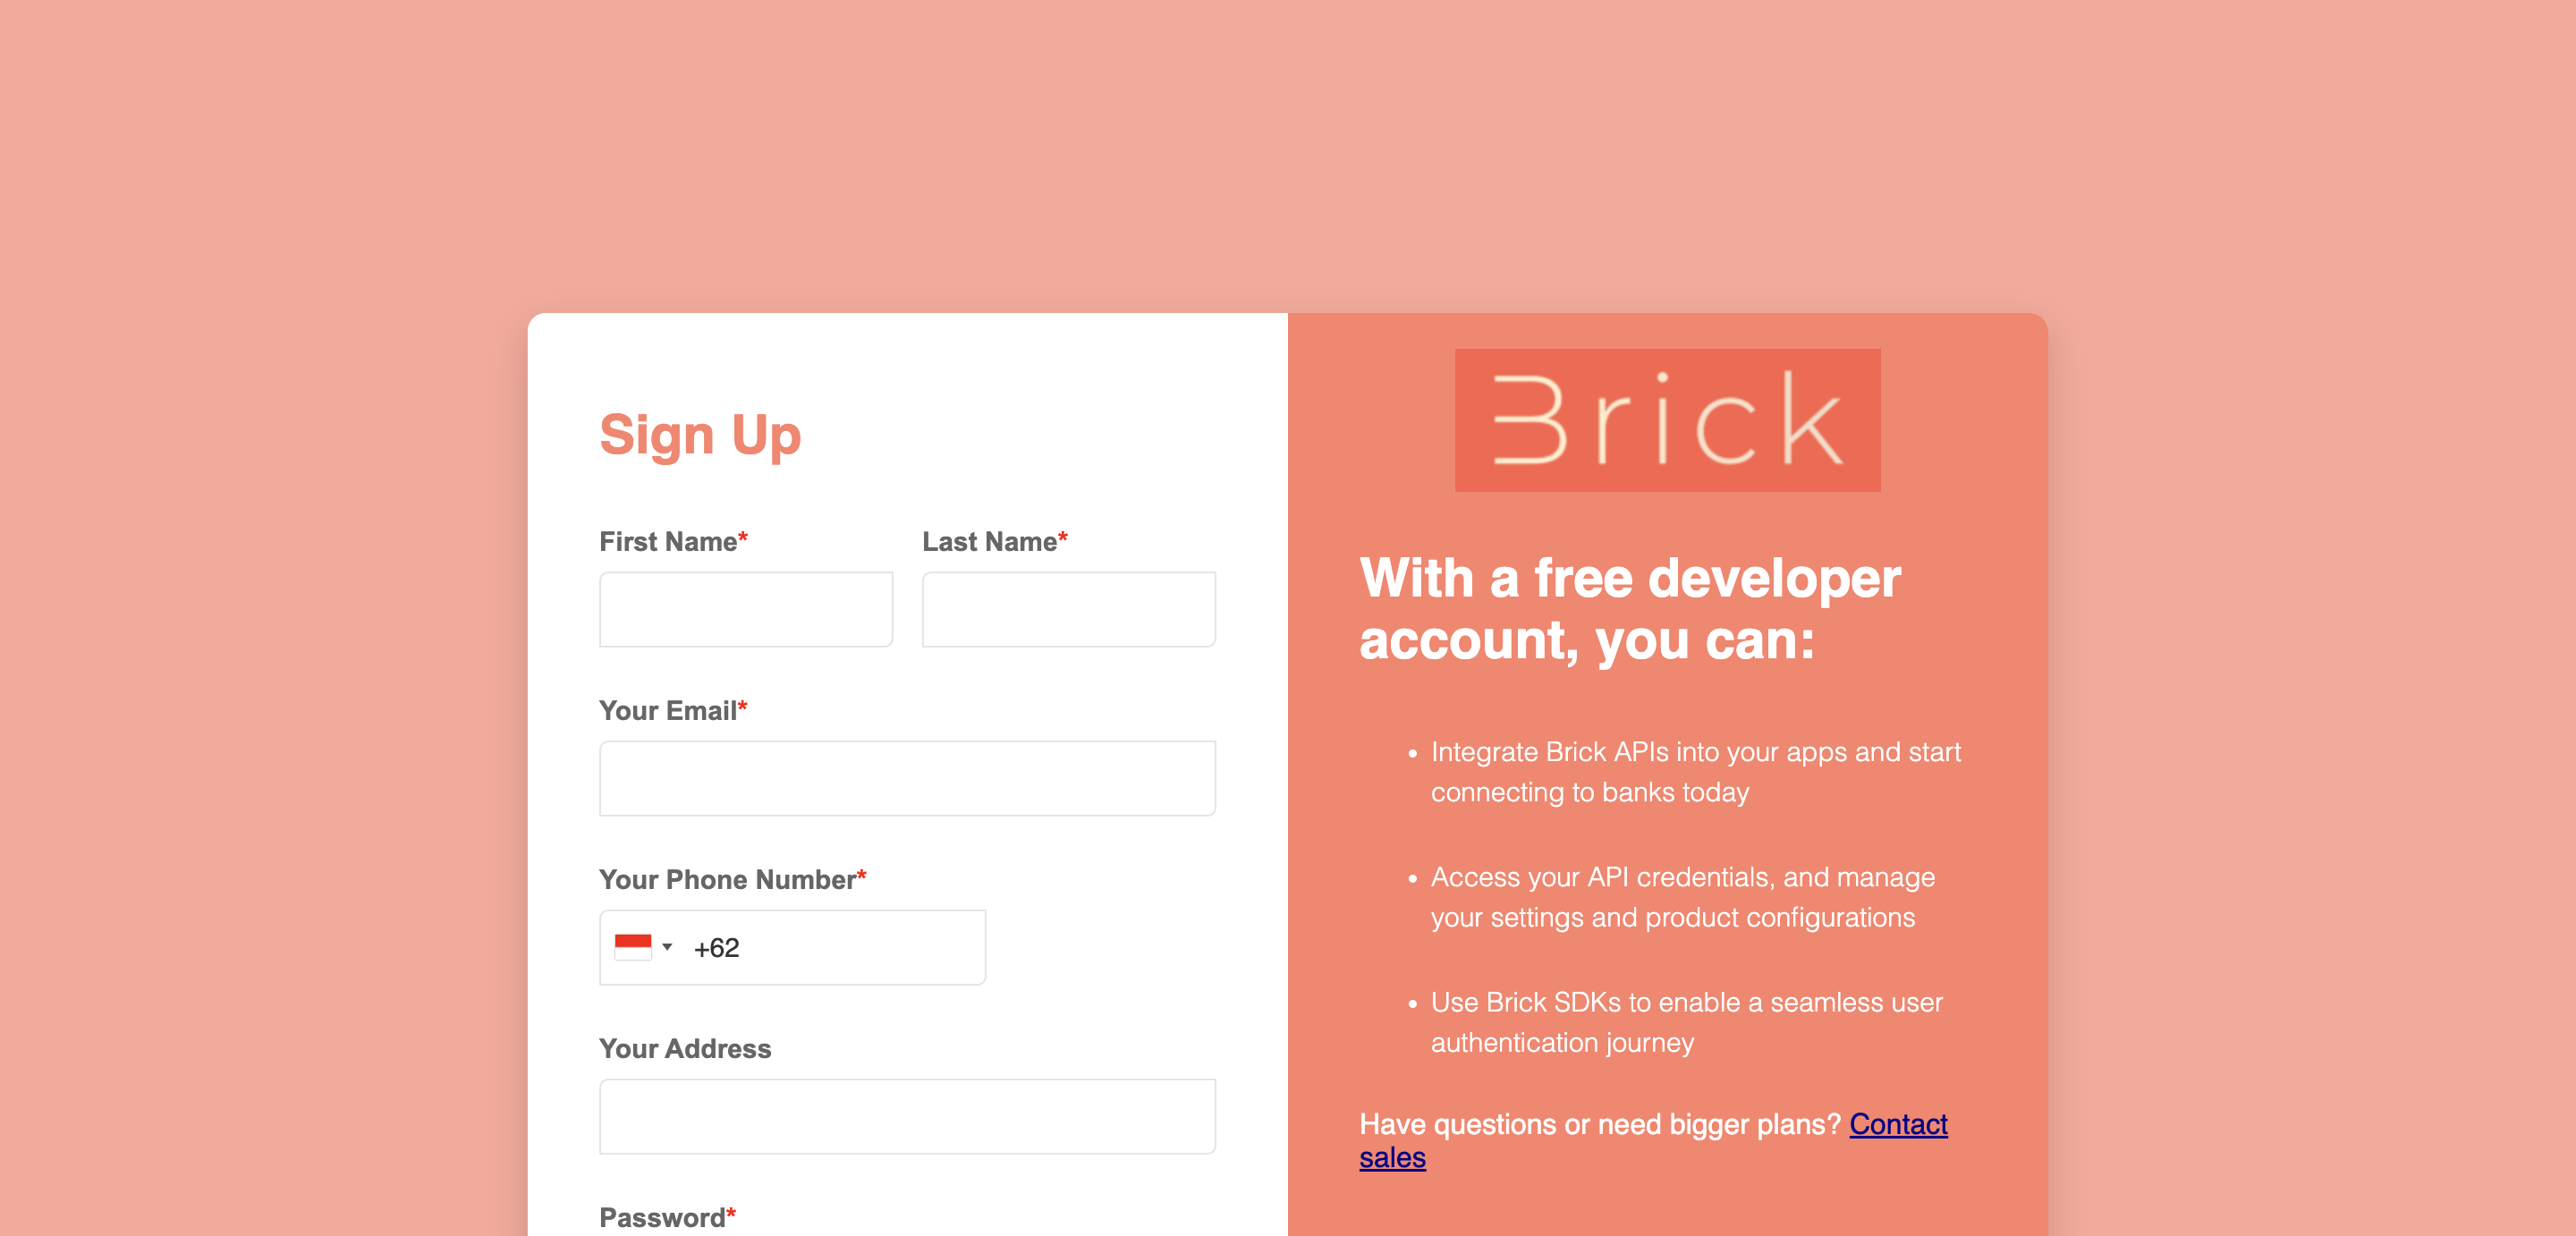 Sign Up
First Name*
Last Name*
Your Email*
Your Phone Number*
+62
Your Address
Password*
Brick
With a free developer
account, you can:
• Integrate Brick APIs into your apps and start
connecting to banks today
• Access your API credentials, and manage
your settings and product configurations
• Use Brick SDKs to enable a seamless user
authentication journey
Have questions or need bigger plans? Contact
sales